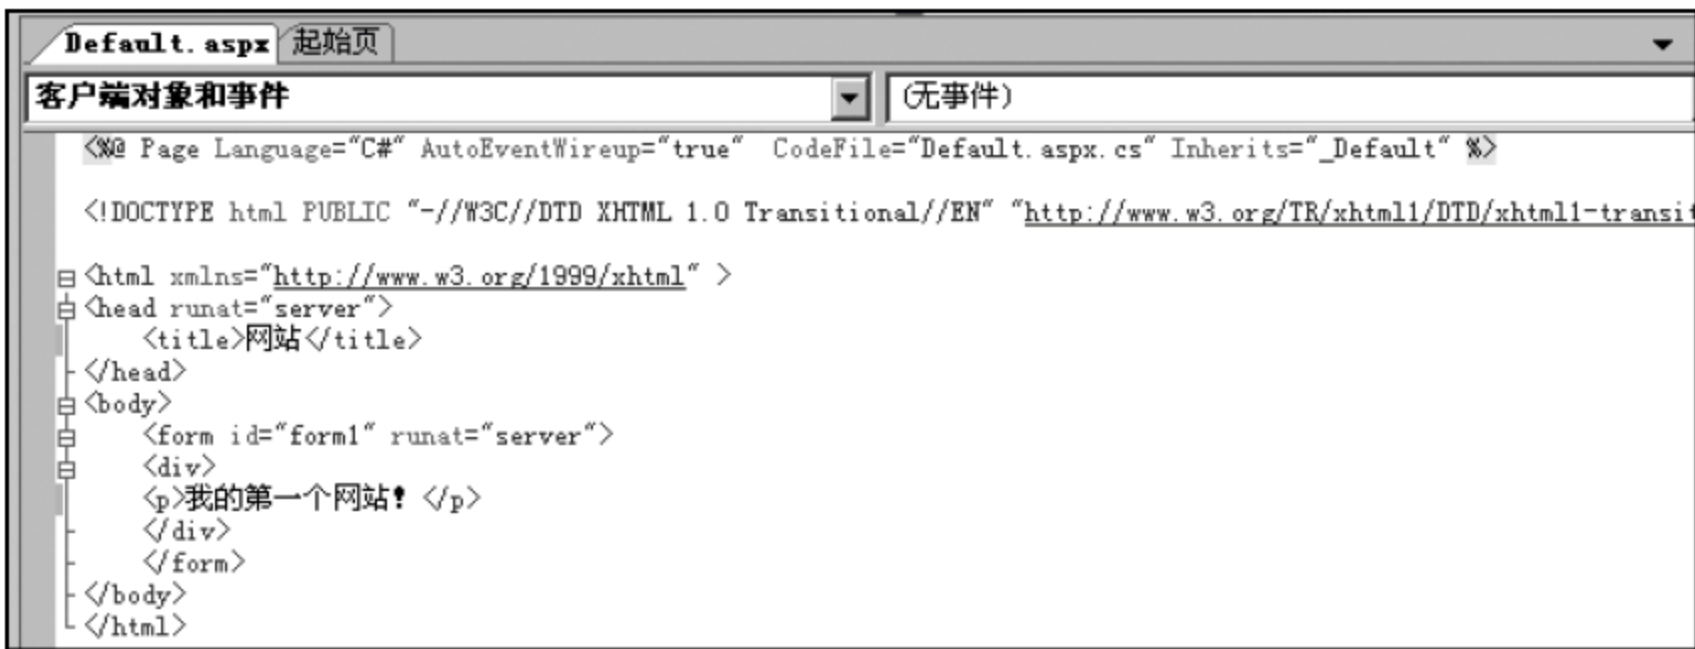 Default.aspx 起始页
客户端对象和事件 (无事件)
<%@ Page Language="C#" AutoEventWireup="true"  CodeFile="Default.aspx.cs" Inherits="_Default" %>
<!DOCTYPE html PUBLIC "-//W3C//DTD XHTML 1.0 Transitional//EN" "http://www.w3.org/TR/xhtml1/DTD/xhtml1-transit
<html xmlns="http://www.w3.org/1999/xhtml" >
<head runat="server">
<title>网站</title>
</head>
<body>
<form id="form1" runat="server">
<div>
<p>我的第一个网站！</p>
</div>
</form>
</body>
</html>